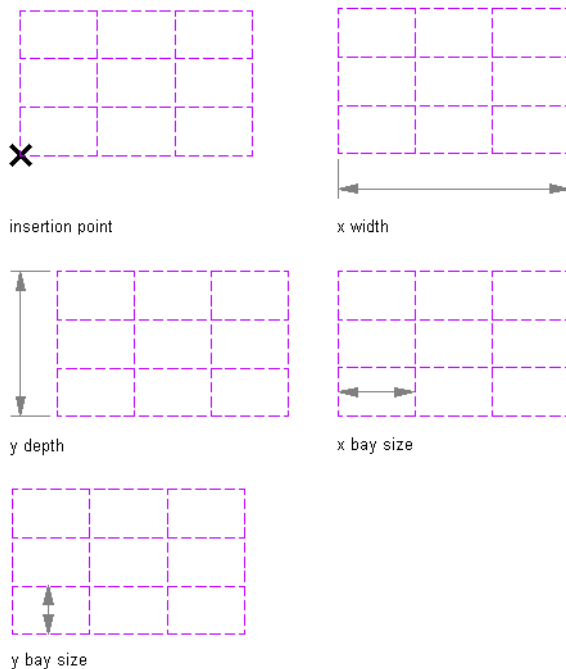 insertion point
x width
y depth
x bay size
y bay size